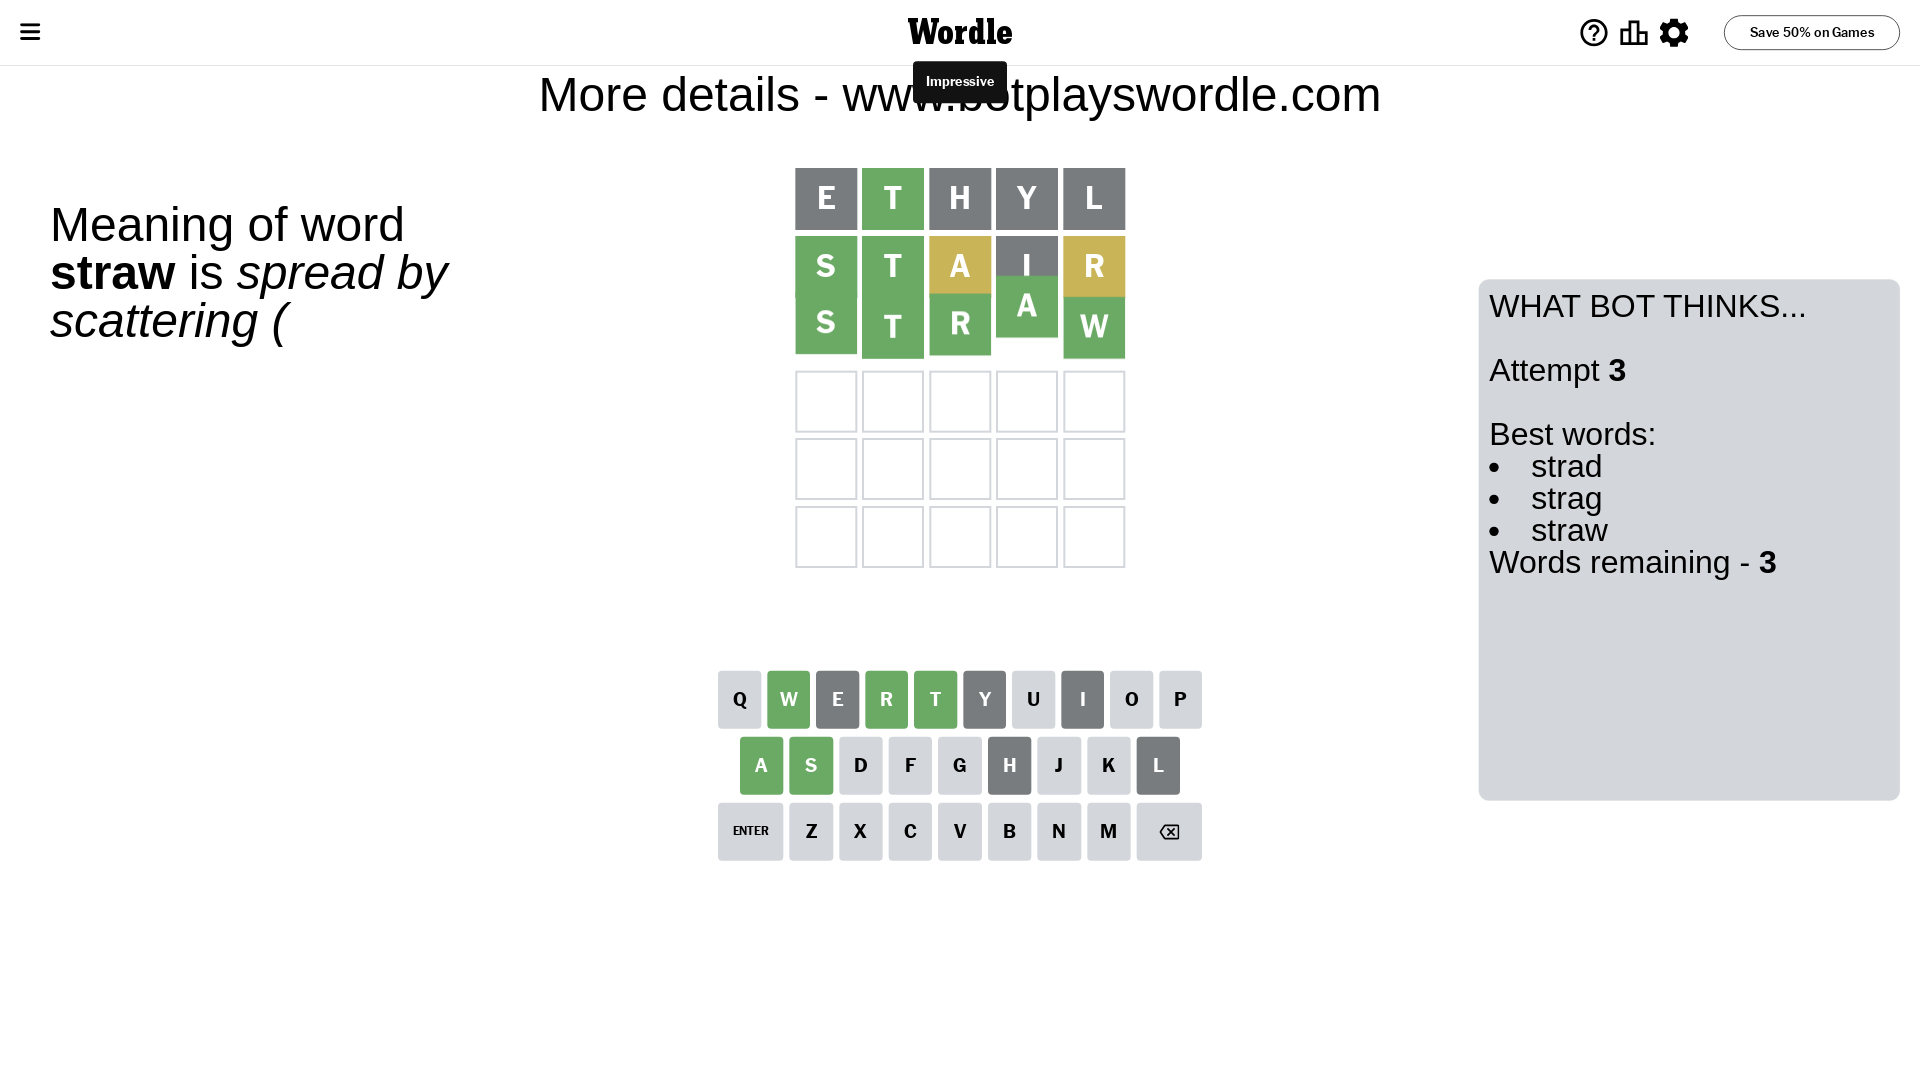 Wordle
Save 50% on Games
Impressive
More details - www.botplayswordle.com
Meaning of word
straw is spread by
scattering (
E T H Y L
S T A I R
S T R A W
WHAT BOT THINKS...
Attempt 3
Best words:
• strad
• strag
• straw
Words remaining - 3
Q W E R T Y U I O P
A S D F G H J K L
ENTER Z X C V B N M